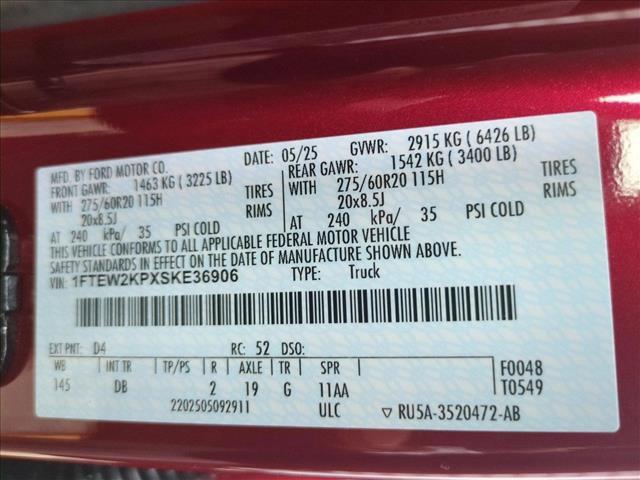 MFD. BY FORD MOTOR CO.
DATE: 05/25 GVWR: 2915 KG ( 6426 LB)
FRONT GAWR: 1463 KG ( 3225 LB)
REAR GAWR: 1542 KG ( 3400 LB)
WITH 275/60R20 115H TIRES
WITH 275/60R20 115H TIRES
20x8.5J RIMS
20x8.5J RIMS
AT 240 kPa/ 35 PSI COLD
AT 240 kPa/ 35 PSI COLD
THIS VEHICLE CONFORMS TO ALL APPLICABLE FEDERAL MOTOR VEHICLE
SAFETY STANDARDS IN EFFECT ON THE DATE OF MANUFACTURE SHOWN ABOVE.
VIN: 1FTEW2KPXSKE36906 TYPE: Truck
EXT PNT: D4 RC: 52 DSO:
WB INT TR TP/PS R AXLE TR SPR F0048
145 DB 2 19 G 11AA T0549
2202505092911 ULC ▽ RU5A-3520472-AB